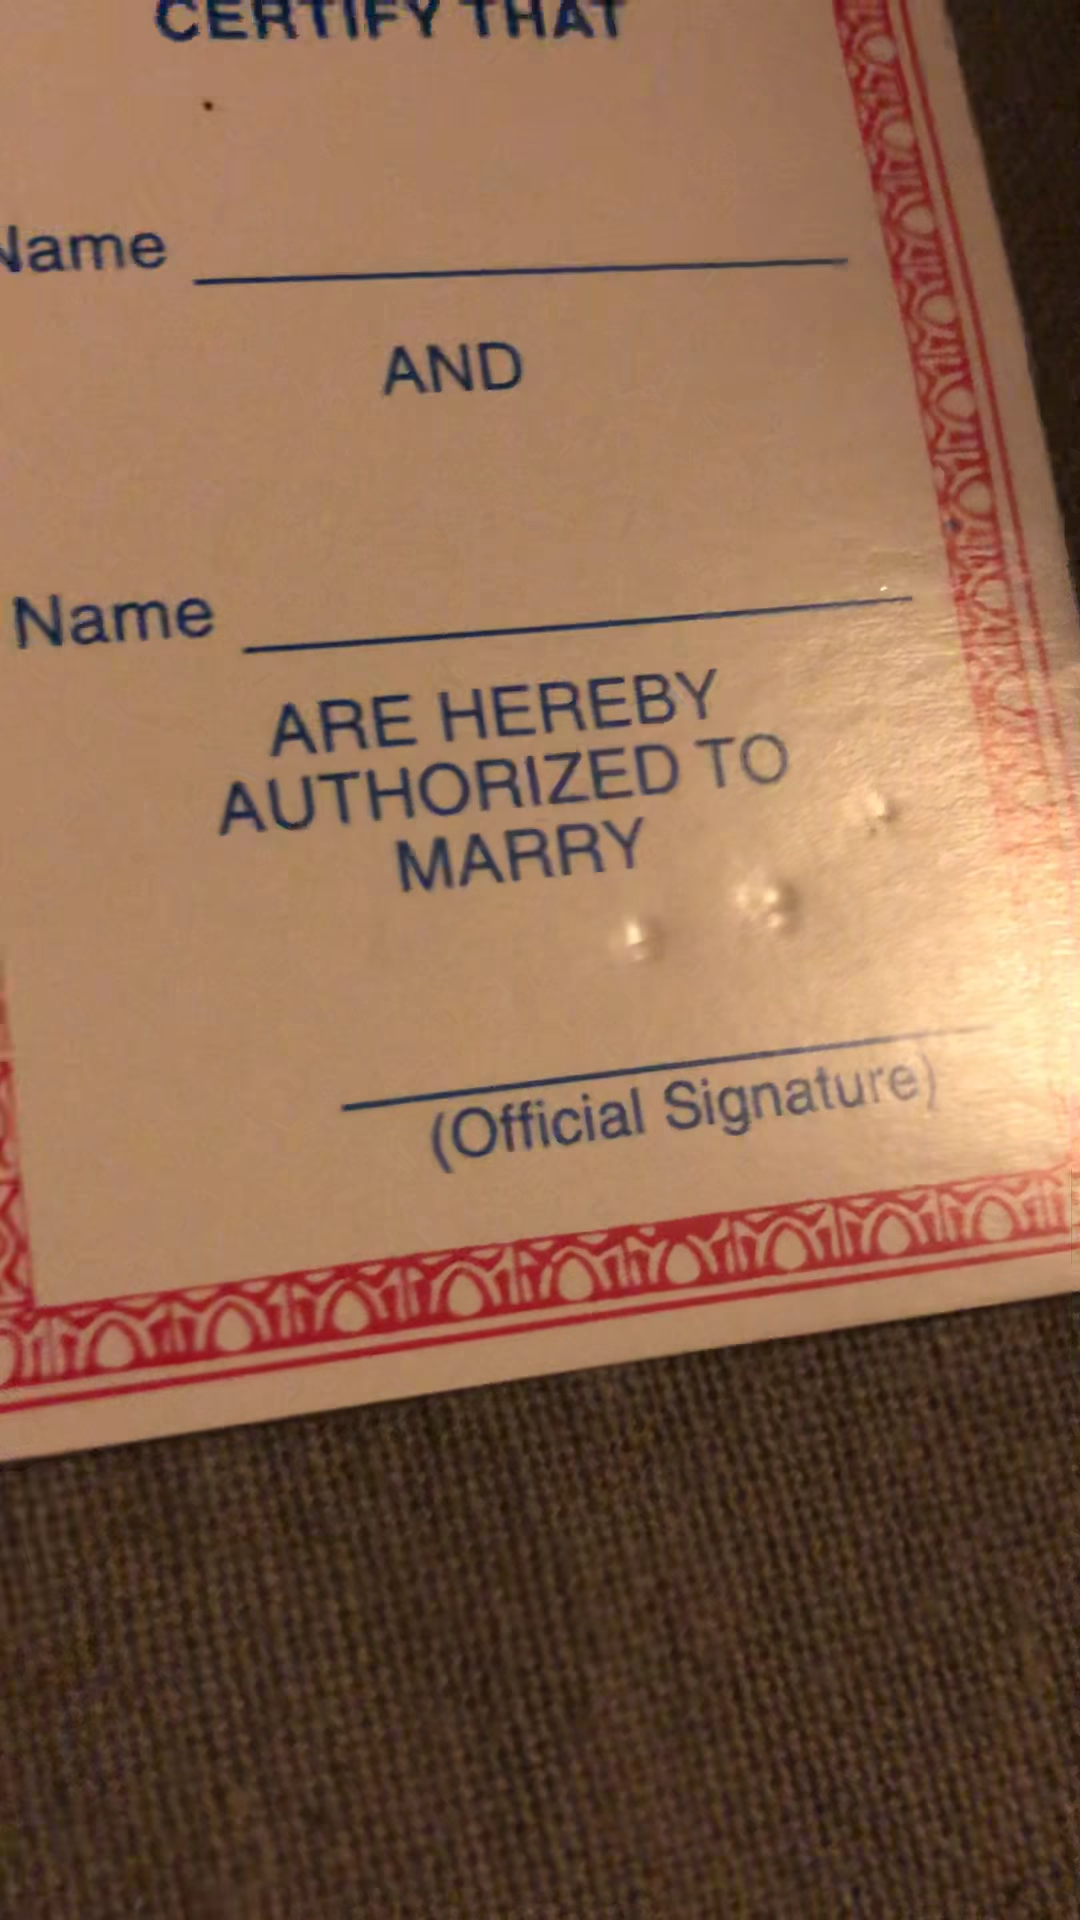 CERTIFY THAT
Name
AND
Name
ARE HEREBY
AUTHORIZED TO
MARRY
(Official Signature)